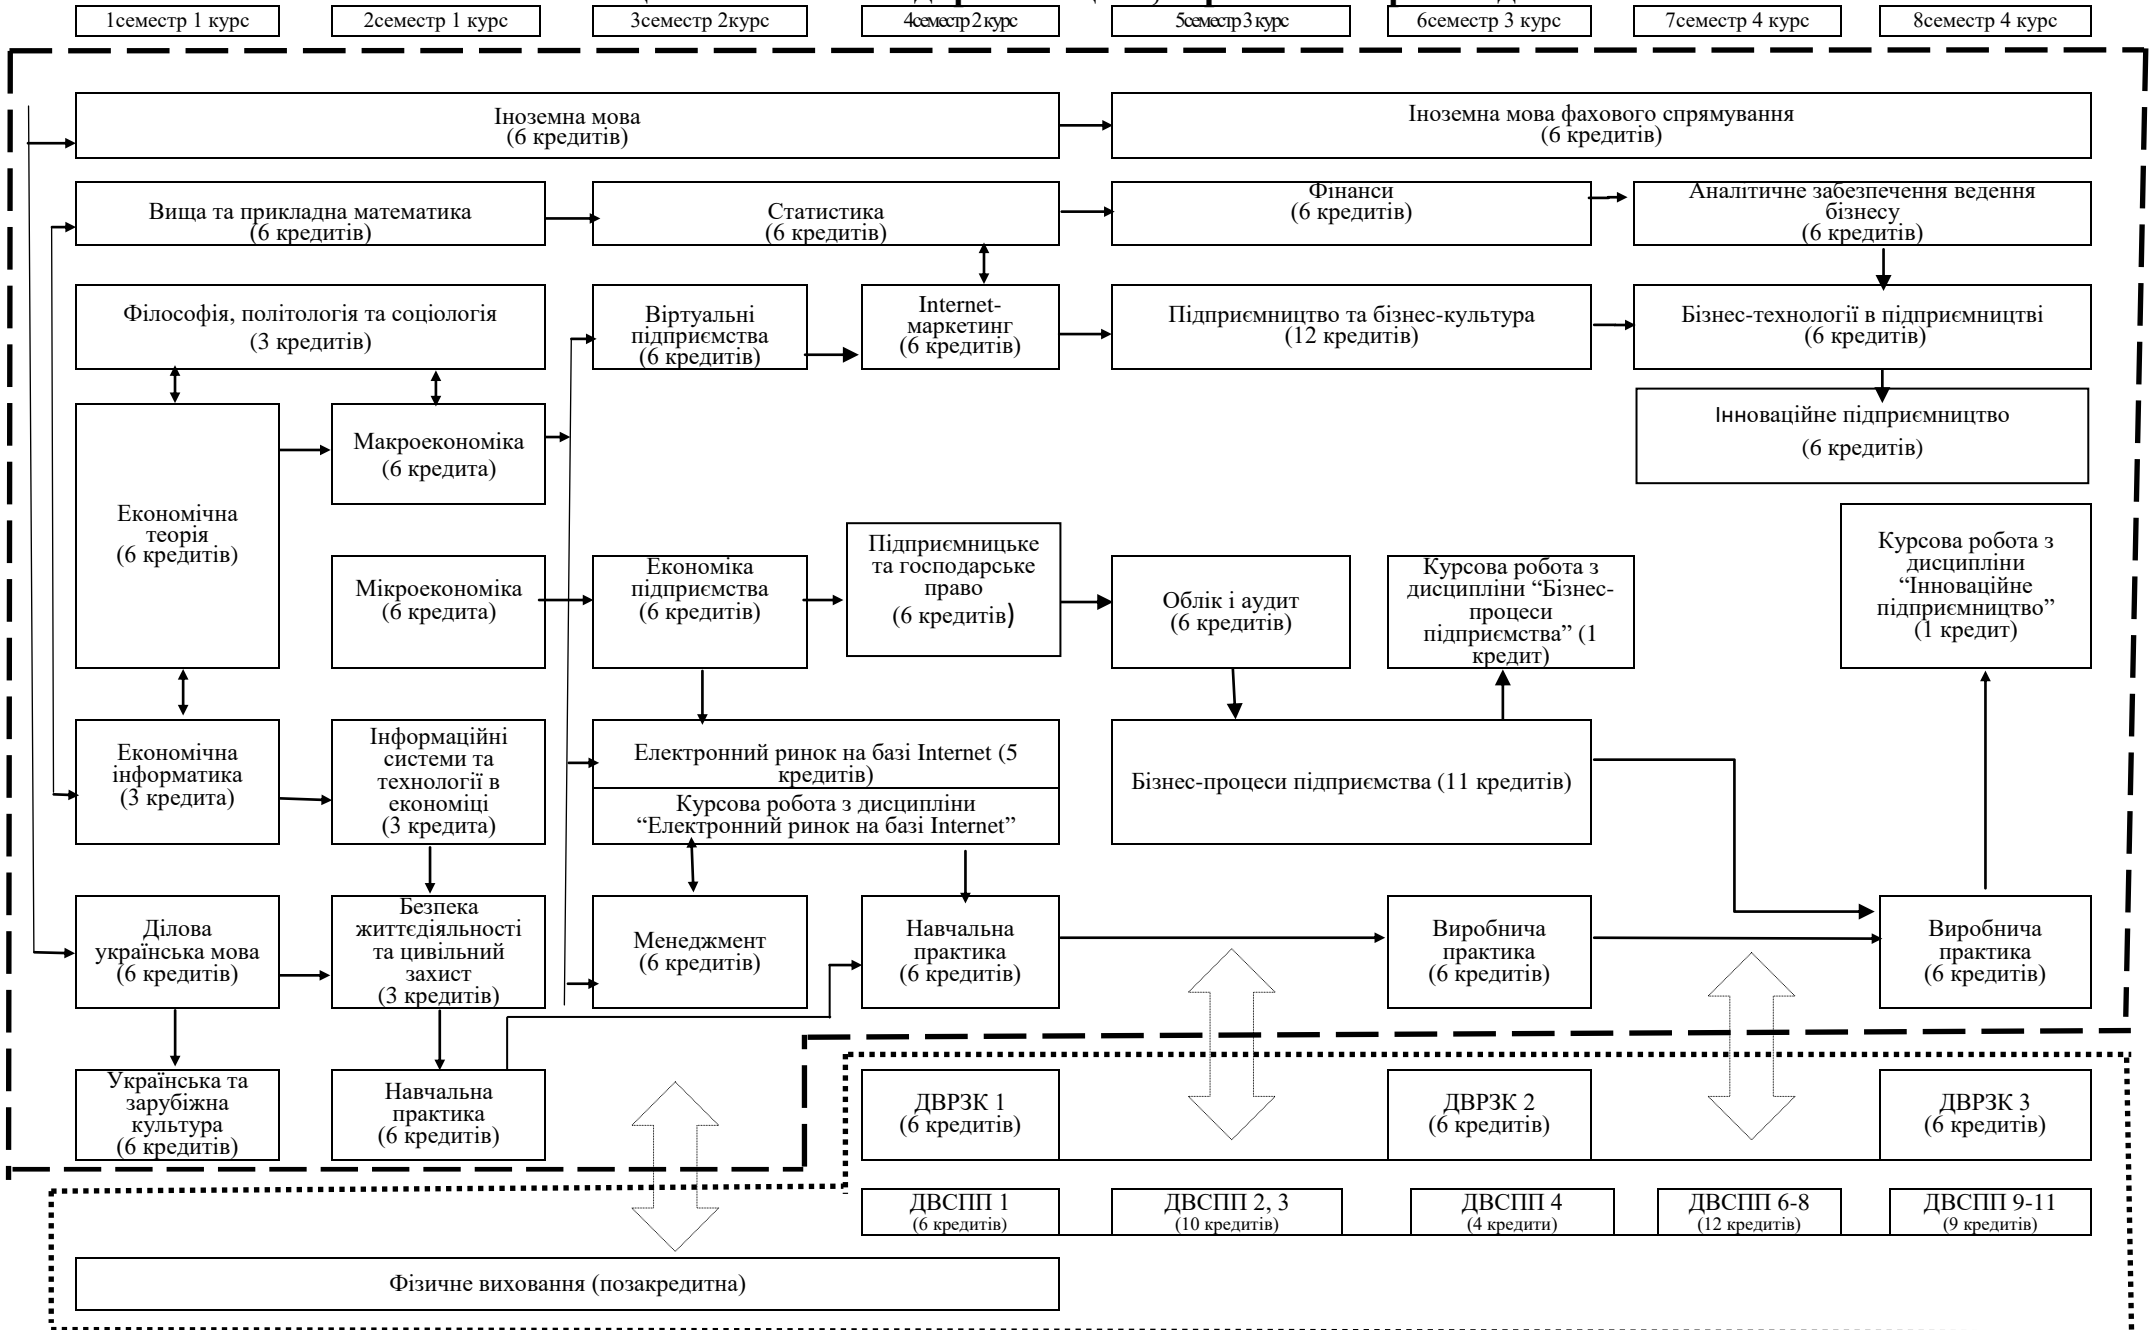 1семестр 1 курс
2семестр 1 курс
3семестр 2курс
4семестр 2 курс
5семестр 3 курс
6семестр 3 курс
7семестр 4 курс
8семестр 4 курс
Іноземна мова
(6 кредитів)
Іноземна мова фахового спрямування
(6 кредитів)
Вища та прикладна математика
(6 кредитів)
Статистика
(6 кредитів)
Фінанси
(6 кредитів)
Аналітичне забезпечення ведення
бізнесу
(6 кредитів)
Філософія, політологія та соціологія
(3 кредитів)
Віртуальні
підприємства
(6 кредитів)
Internet-
маркетинг
(6 кредитів)
Підприємництво та бізнес-культура
(12 кредитів)
Бізнес-технології в підприємництві
(6 кредитів)
Інноваційне підприємництво
(6 кредитів)
Економічна
теорія
(6 кредитів)
Макроекономіка
(6 кредита)
Мікроекономіка
(6 кредита)
Економіка
підприємства
(6 кредитів)
Підприємницьке
та господарське
право
(6 кредитів)
Облік і аудит
(6 кредитів)
Курсова робота з
дисципліни “Бізнес-
процеси
підприємства” (1
кредит)
Курсова робота з
дисципліни
“Інноваційне
підприємництво”
(1 кредит)
Економічна
інформатика
(3 кредита)
Інформаційні
системи та
технології в
економіці
(3 кредита)
Електронний ринок на базі Internet (5
кредитів)
Курсова робота з дисципліни
“Електронний ринок на базі Internet”
Бізнес-процеси підприємства (11 кредитів)
Ділова
українська мова
(6 кредитів)
Безпека
життєдіяльності
та цивільний
захист
(3 кредитів)
Менеджмент
(6 кредитів)
Навчальна
практика
(6 кредитів)
Виробнича
практика
(6 кредитів)
Виробнича
практика
(6 кредитів)
Українська та
зарубіжна
культура
(6 кредитів)
Навчальна
практика
(6 кредитів)
ДВРЗК 1
(6 кредитів)
ДВРЗК 2
(6 кредитів)
ДВРЗК 3
(6 кредитів)
ДВСПП 1
(6 кредитів)
ДВСПП 2, 3
(10 кредитів)
ДВСПП 4
(4 кредити)
ДВСПП 6-8
(12 кредитів)
ДВСПП 9-11
(9 кредитів)
Фізичне виховання (позакредитна)